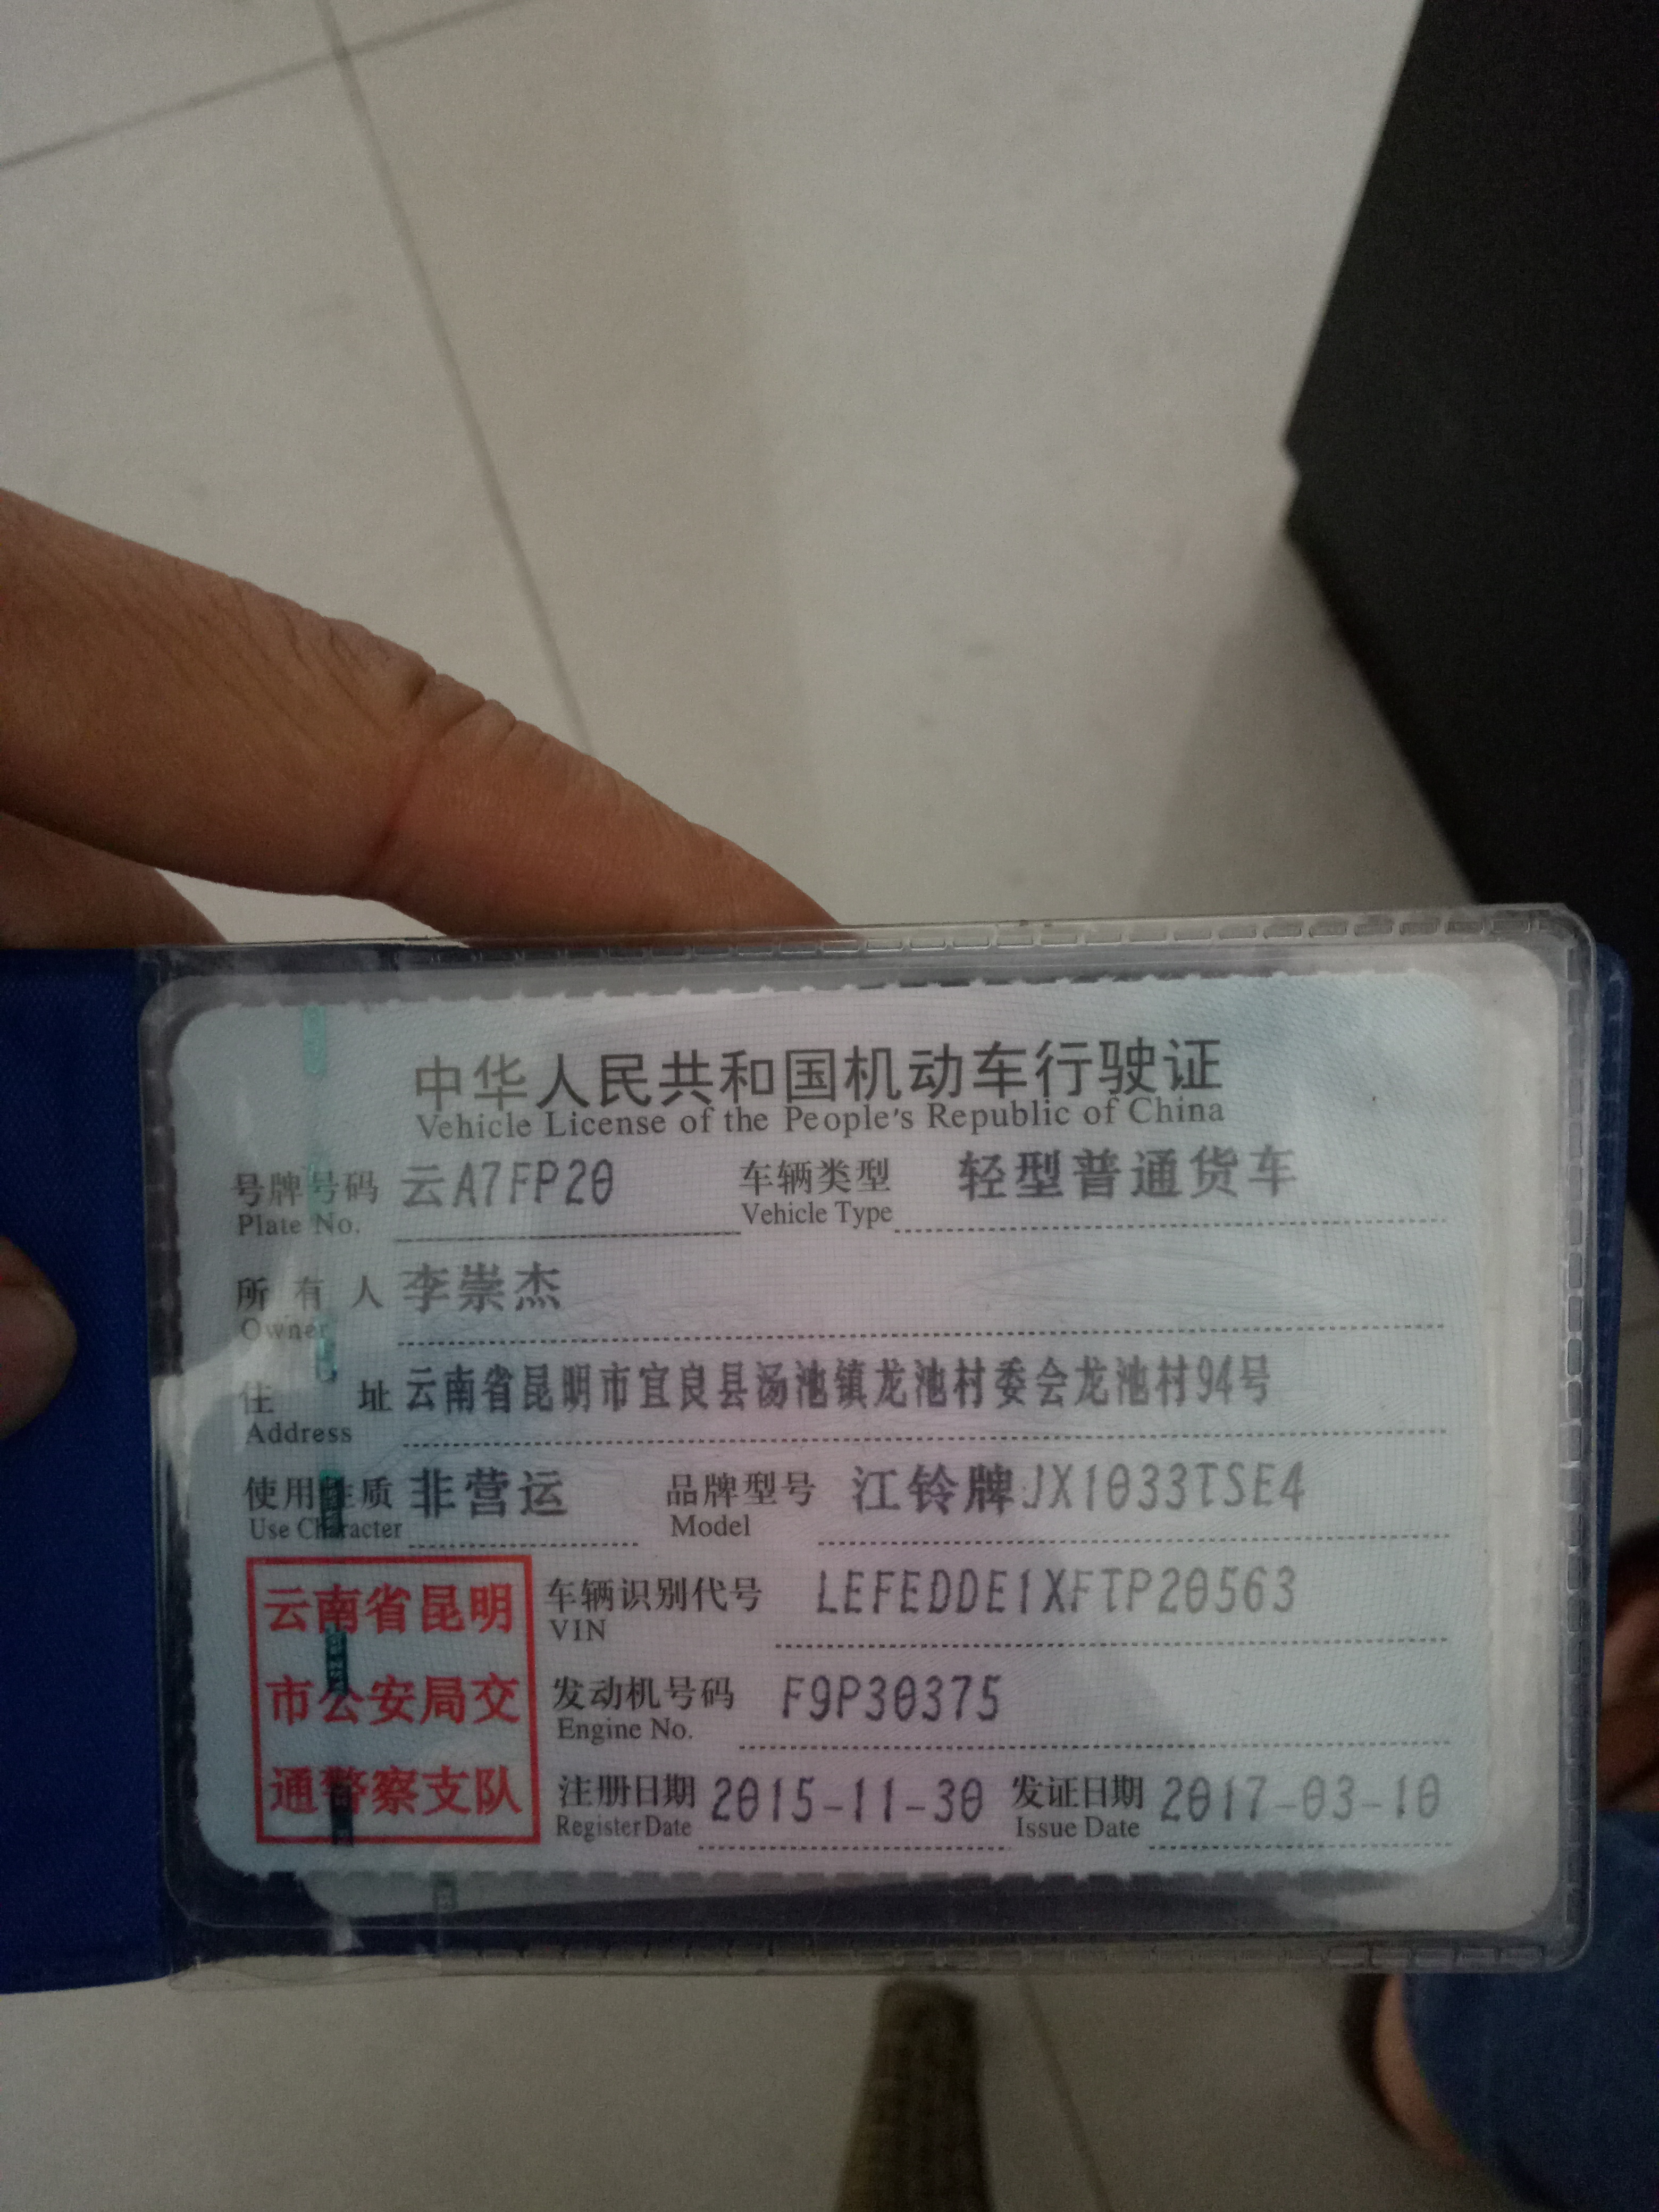 中华人民共和国机动车行驶证
Vehicle License of the People's Republic of China
号牌号码 云A7FP20 车辆类型 轻型普通货车
Plate No. Vehicle Type
所有人 李崇杰
Owner
住址 云南省昆明市宜良县汤池镇龙池村委会龙池村94号
Address
使用性质 非营运 品牌型号 江铃牌JX1033TSE4
Use Character Model
云南省昆明
市公安局交
通警察支队
车辆识别代号 LEFEDDE1XFTP20563
VIN
发动机号码 F9P30375
Engine No.
注册日期 2015-11-30 发证日期 2017-03-10
Register Date Issue Date